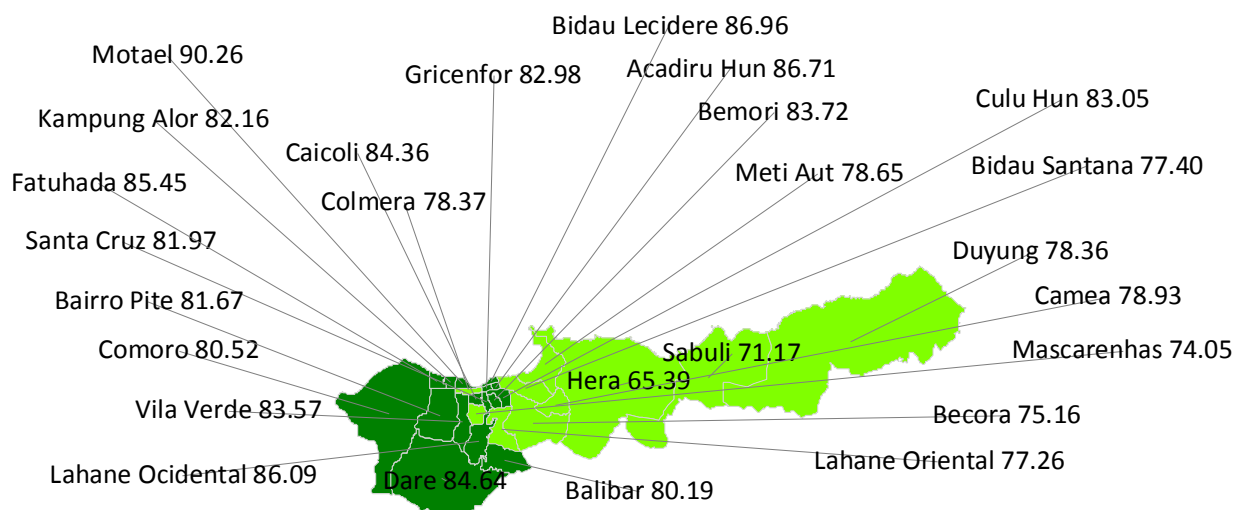 Bidau Lecidere 86.96
Motael 90.26
Gricenfor 82.98
Acadiru Hun 86.71
Culu Hun 83.05
Kampung Alor 82.16
Bemori 83.72
Caicoli 84.36
Meti Aut 78.65
Bidau Santana 77.40
Fatuhada 85.45
Colmera 78.37
Santa Cruz 81.97
Duyung 78.36
Bairro Pite 81.67
Camea 78.93
Comoro 80.52
Sabuli 71.17
Mascarenhas 74.05
Hera 65.39
Vila Verde 83.57
Becora 75.16
Lahane Oriental 77.26
Lahane Ocidental 86.09
Dare 84.64
Balibar 80.19